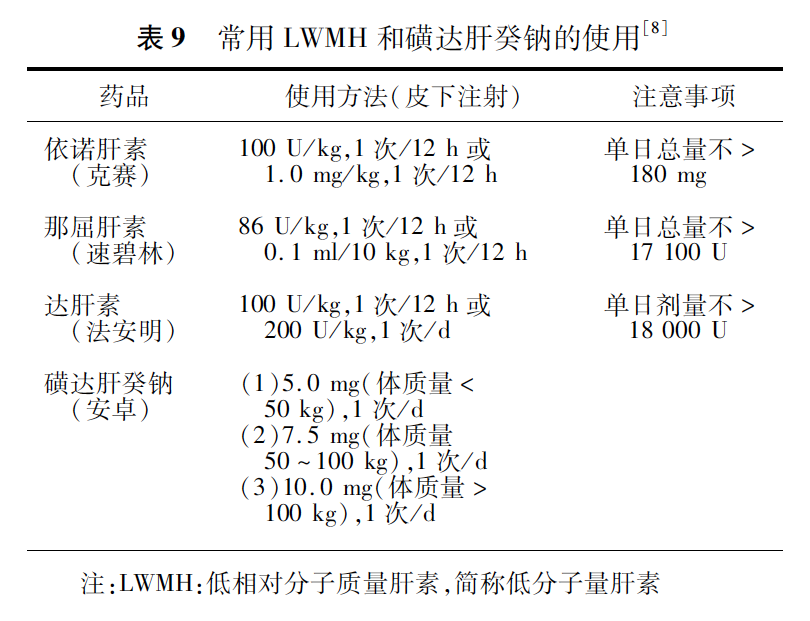 表9 常用 LWMH 和磺达肝癸钠的使用[8]
药品 使用方法(皮下注射) 注意事项
依诺肝素 100 U/kg,1 次/12 h 或 单日总量不>
(克赛) 1.0 mg/kg,1 次/12 h 180 mg
那屈肝素 86 U/kg,1 次/12 h 或 单日总量不>
(速碧林) 0.1 ml/10 kg,1 次/12 h 17 100 U
达肝素 100 U/kg,1 次/12 h 或 单日剂量不>
(法安明) 200 U/kg,1 次/d 18 000 U
磺达肝癸钠 (1)5.0 mg(体质量<
(安卓) 50 kg),1 次/d
(2)7.5 mg(体质量
50~100 kg),1 次/d
(3)10.0 mg(体质量>
100 kg),1 次/d
注:LWMH:低相对分子质量肝素,简称低分子量肝素